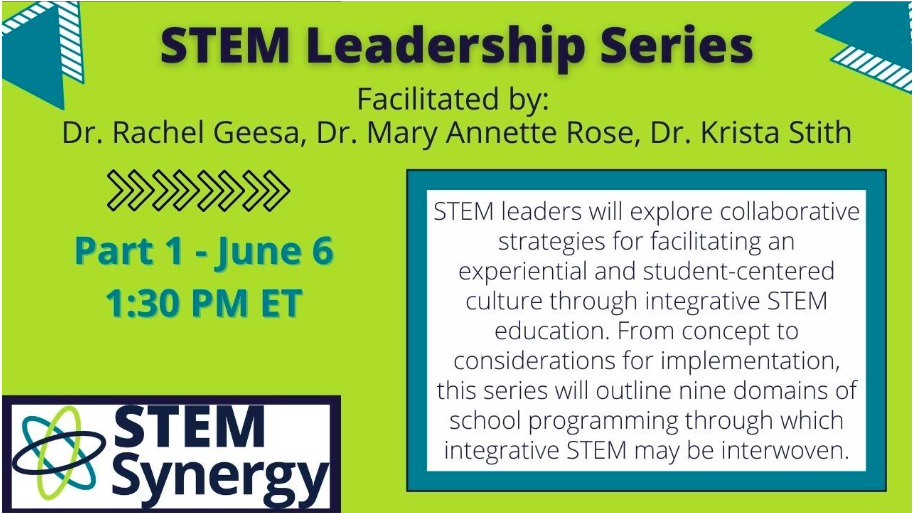 STEM Leadership Series
Facilitated by:
Dr. Rachel Geesa, Dr. Mary Annette Rose, Dr. Krista Stith
Part 1 - June 6
1:30 PM ET
STEM leaders will explore collaborative
strategies for facilitating an
experiential and student-centered
culture through integrative STEM
education. From concept to
considerations for implementation,
this series will outline nine domains of
school programming through which
integrative STEM may be interwoven.
STEM
Synergy